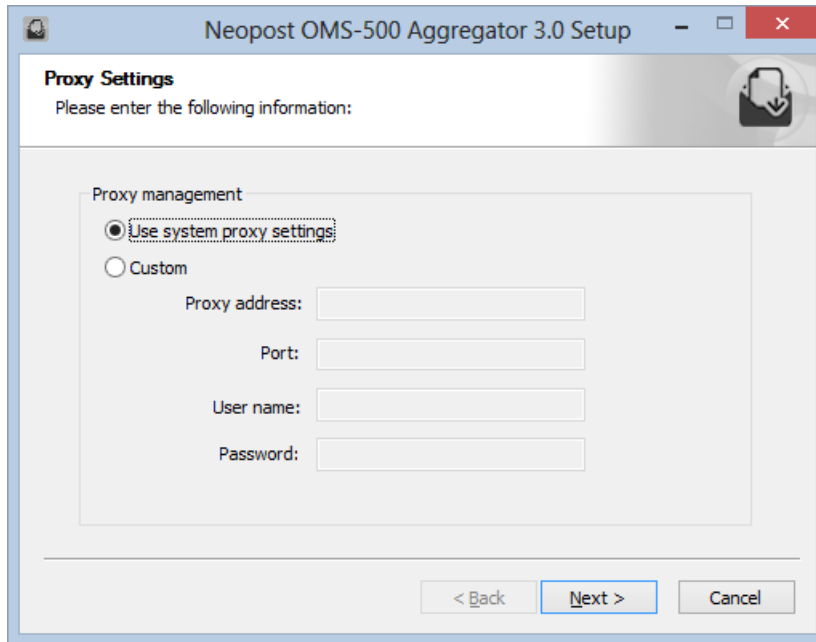 Neopost OMS-500 Aggregator 3.0 Setup
Proxy Settings
Please enter the following information:
Proxy management
Use system proxy settings
Custom
Proxy address:
Port:
User name:
Password:
< Back
Next >
Cancel